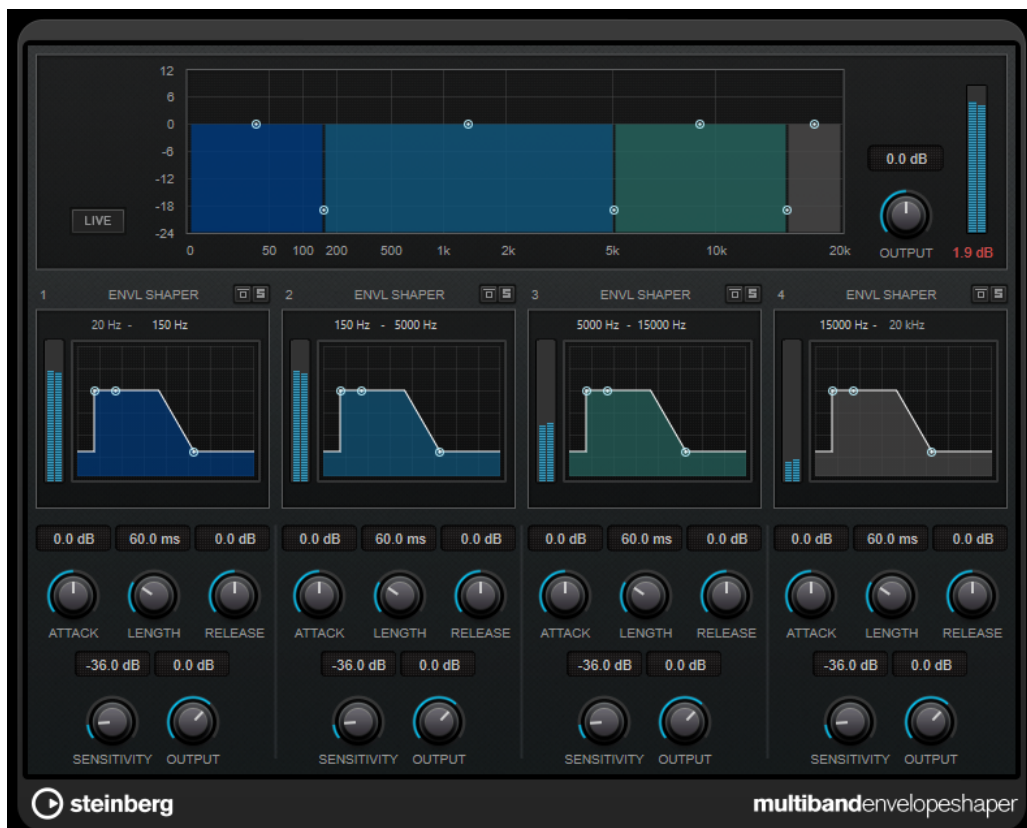 12
6
0
-6
-12
-18
-24
LIVE
0 50 100 200 500 1k 2k 5k 10k 20k
0.0 dB
OUTPUT 1.9 dB
1 ENVL SHAPER S 2 ENVL SHAPER S 3 ENVL SHAPER S 4 ENVL SHAPER S
20 Hz - 150 Hz 150 Hz - 5000 Hz 5000 Hz - 15000 Hz 15000 Hz - 20 kHz
0.0 dB 60.0 ms 0.0 dB 0.0 dB 60.0 ms 0.0 dB 0.0 dB 60.0 ms 0.0 dB 0.0 dB 60.0 ms 0.0 dB
ATTACK LENGTH RELEASE ATTACK LENGTH RELEASE ATTACK LENGTH RELEASE ATTACK LENGTH RELEASE
-36.0 dB 0.0 dB -36.0 dB 0.0 dB -36.0 dB 0.0 dB -36.0 dB 0.0 dB
SENSITIVITY OUTPUT SENSITIVITY OUTPUT SENSITIVITY OUTPUT SENSITIVITY OUTPUT
steinberg multibandenvelopeshaper